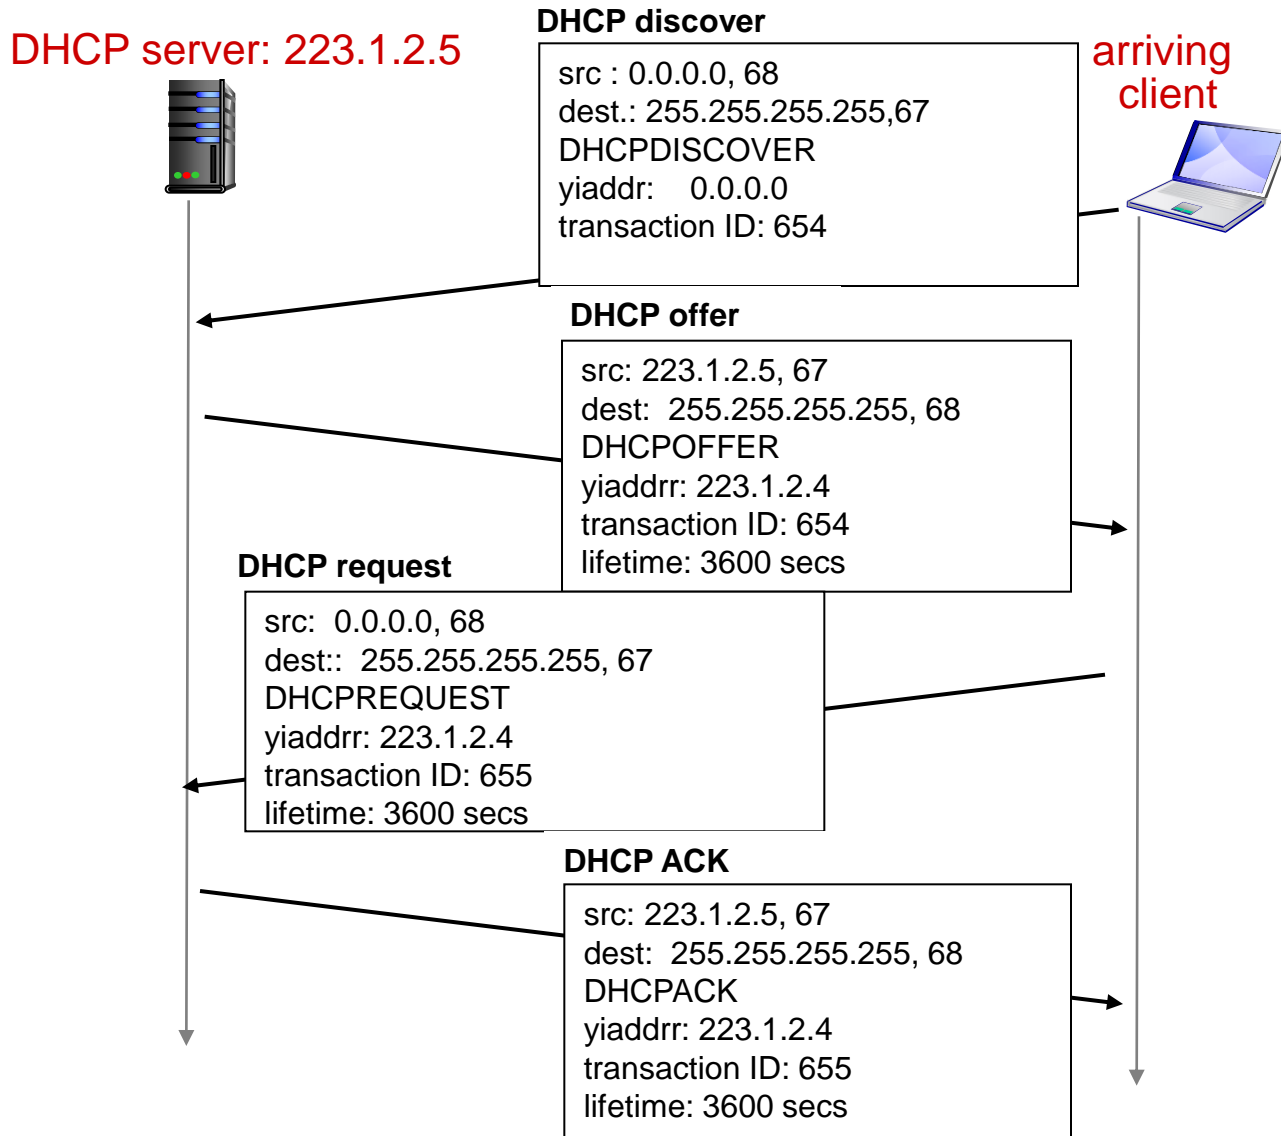 DHCP server: 223.1.2.5
DHCP discover
arriving
client
src : 0.0.0.0, 68
dest.: 255.255.255.255,67
DHCPDISCOVER
yiaddr: 0.0.0.0
transaction ID: 654
DHCP offer
src: 223.1.2.5, 67
dest: 255.255.255.255, 68
DHCPOFFER
yiaddrr: 223.1.2.4
transaction ID: 654
lifetime: 3600 secs
DHCP request
src: 0.0.0.0, 68
dest:: 255.255.255.255, 67
DHCPREQUEST
yiaddrr: 223.1.2.4
transaction ID: 655
lifetime: 3600 secs
DHCP ACK
src: 223.1.2.5, 67
dest: 255.255.255.255, 68
DHCPACK
yiaddrr: 223.1.2.4
transaction ID: 655
lifetime: 3600 secs